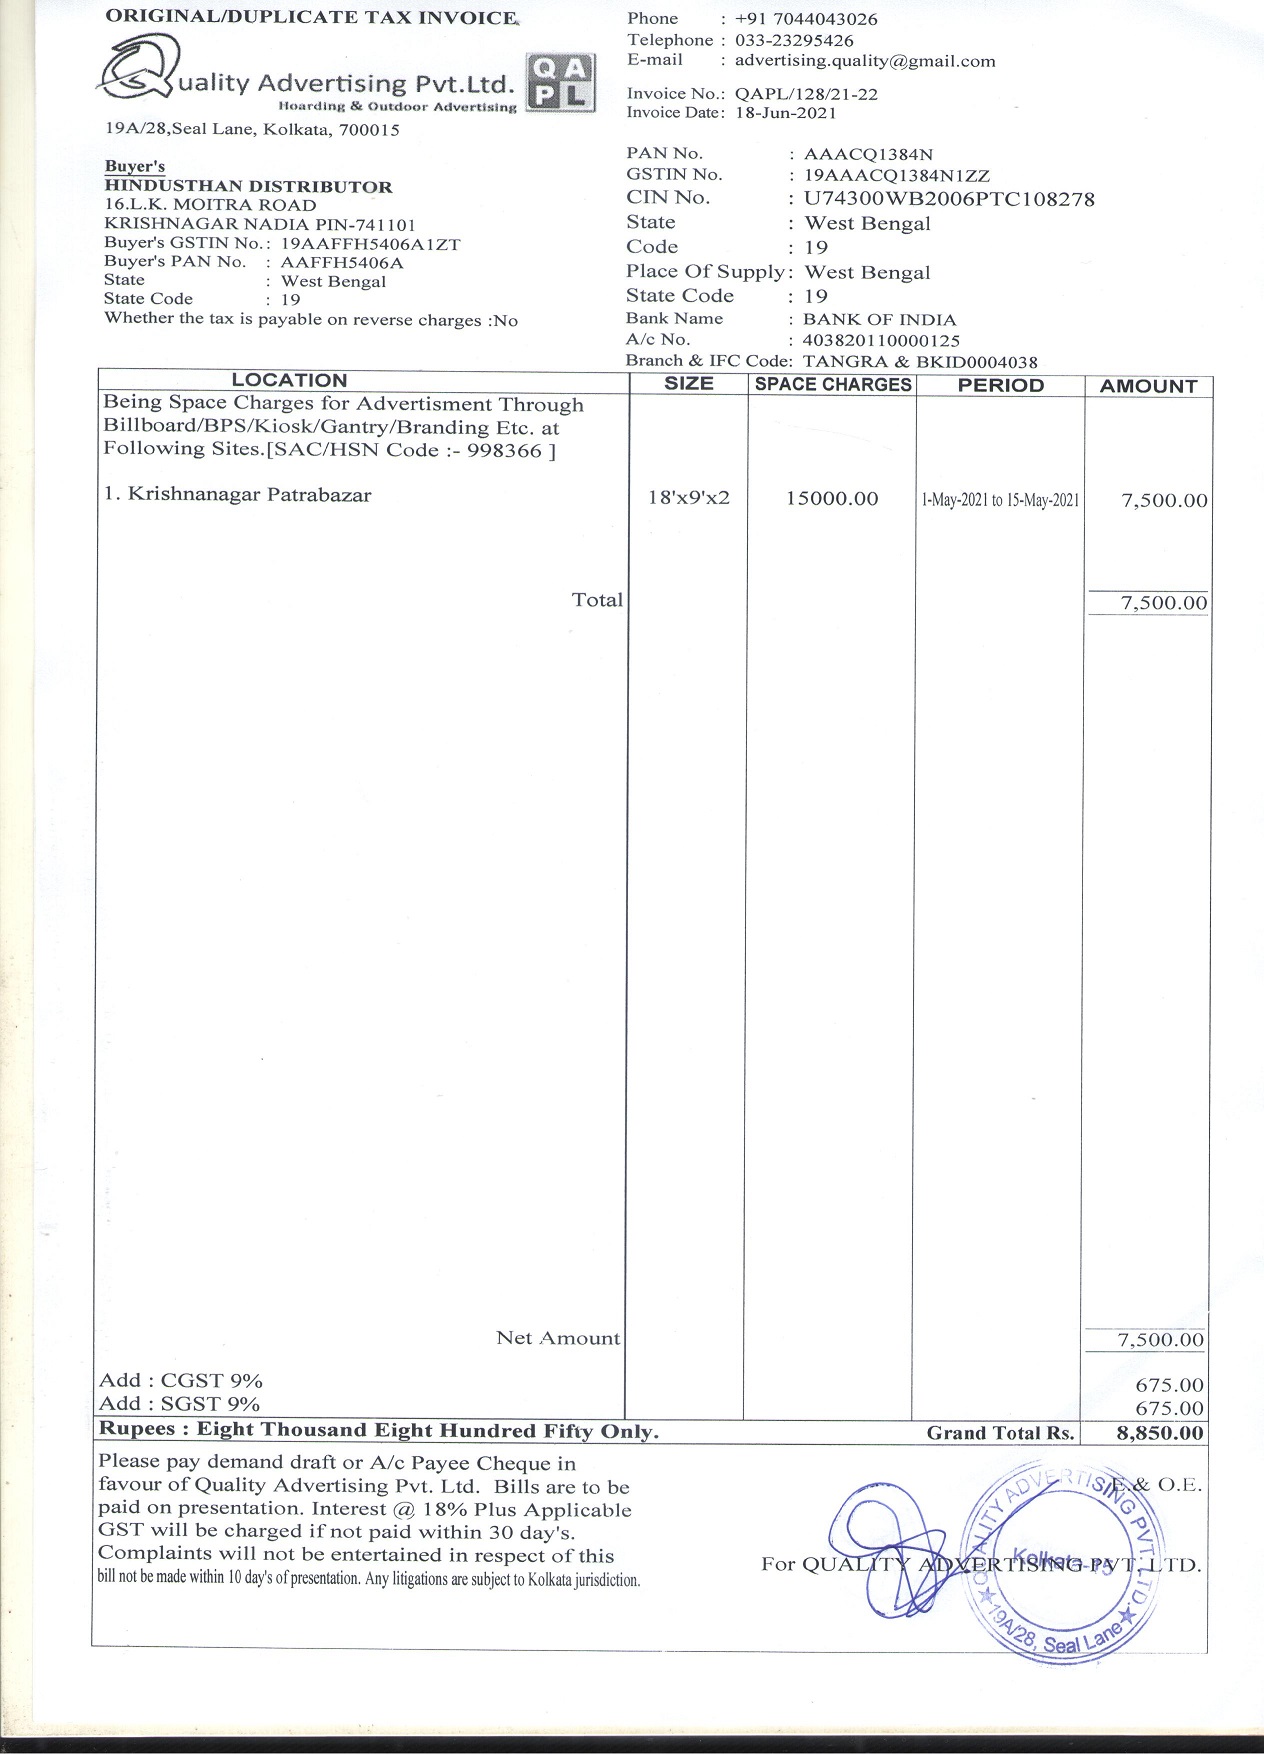 ORIGINAL/DUPLICATE TAX INVOICE
Quality Advertising Pvt.Ltd.
Hoarding & Outdoor Advertising
QA
PL
19A/28,Seal Lane, Kolkata, 700015
Phone : +91 7044043026
Telephone : 033-23295426
E-mail : advertising.quality@gmail.com
Invoice No.: QAPL/128/21-22
Invoice Date: 18-Jun-2021
Buyer's
HINDUSTHAN DISTRIBUTOR
16.L.K. MOITRA ROAD
KRISHNAGAR NADIA PIN-741101
Buyer's GSTIN No.: 19AAFFH5406A1ZT
Buyer's PAN No. : AAFFH5406A
State : West Bengal
State Code : 19
Whether the tax is payable on reverse charges :No
PAN No. : AAACQ1384N
GSTIN No. : 19AAACQ1384N1ZZ
CIN No. : U74300WB2006PTC108278
State : West Bengal
Code : 19
Place Of Supply: West Bengal
State Code : 19
Bank Name : BANK OF INDIA
A/c No. : 403820110000125
Branch & IFC Code: TANGRA & BKID0004038
LOCATION SIZE SPACE CHARGES PERIOD AMOUNT
Being Space Charges for Advertisment Through
Billboard/BPS/Kiosk/Gantry/Branding Etc. at
Following Sites.[SAC/HSN Code :- 998366 ]
1. Krishnanagar Patrabazar 18'x9'x2 15000.00 1-May-2021 to 15-May-2021 7,500.00
Total 7,500.00
Net Amount 7,500.00
Add : CGST 9% 675.00
Add : SGST 9% 675.00
Rupees : Eight Thousand Eight Hundred Fifty Only. Grand Total Rs. 8,850.00
Please pay demand draft or A/c Payee Cheque in
favour of Quality Advertising Pvt. Ltd. Bills are to be
paid on presentation. Interest @ 18% Plus Applicable
GST will be charged if not paid within 30 day's.
Complaints will not be entertained in respect of this
bill not be made within 10 day's of presentation. Any litigations are subject to Kolkata jurisdiction.
E.& O.E.
For QUALITY ADVERTISING PVT. LTD.
QUALITY ADVERTISING PVT. LTD.
Kolkata-15
★ 19A/28, Seal Lane ★